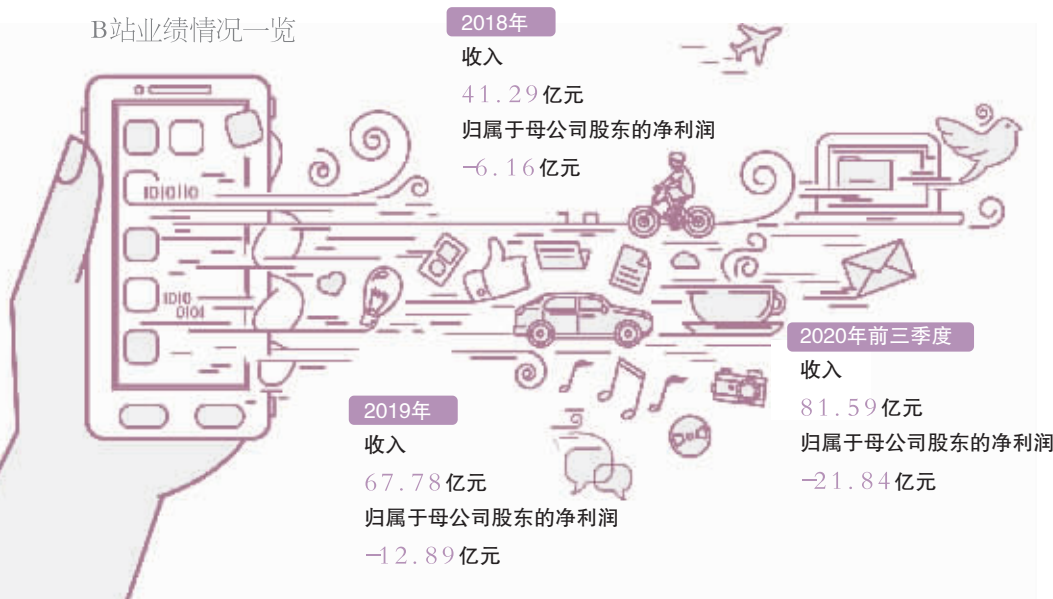 B站业绩情况一览
2018年
收入
41.29亿元
归属于母公司股东的净利润
-6.16亿元
1010110
1010
0101
2019年
收入
67.78亿元
归属于母公司股东的净利润
-12.89亿元
2020年前三季度
收入
81.59亿元
归属于母公司股东的净利润
-21.84亿元